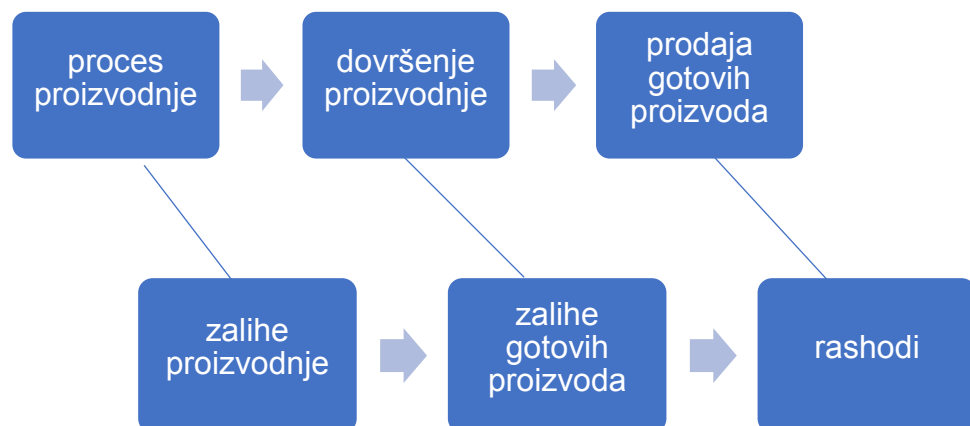 proces
proizvodnje
dovršenje
proizvodnje
prodaja
gotovih
proizvoda
zalihe
proizvodnje
zalihe
gotovih
proizvoda
rashodi